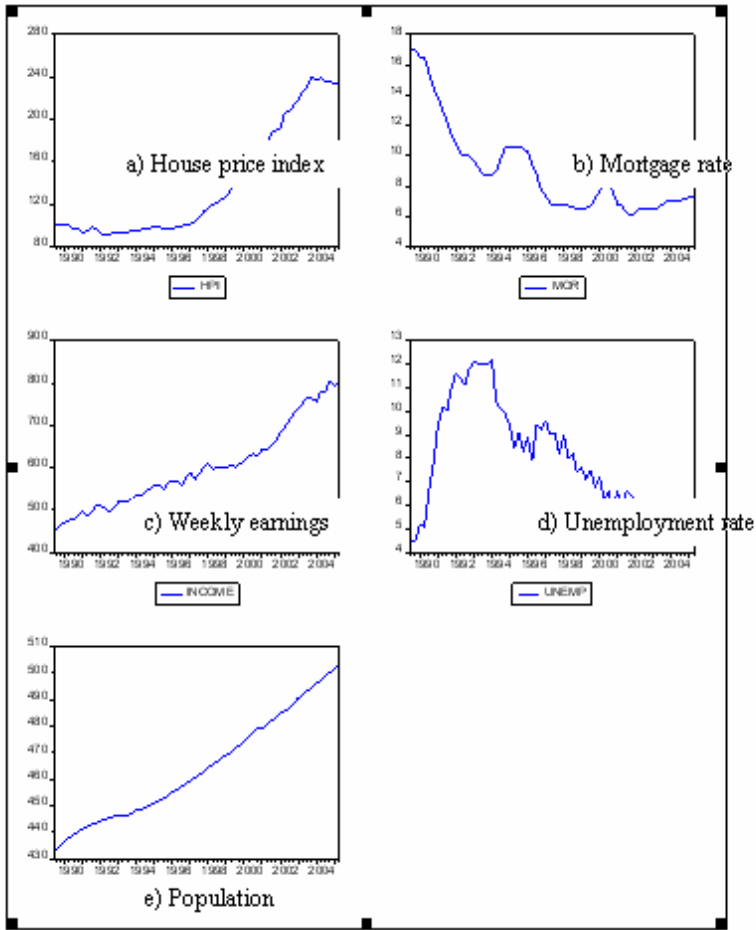 280
240
200
160
120
80
1990 1992 1994 1996 1998 2000 2002 2004
a) House price index
HPI
18
16
14
12
10
8
6
4
1990 1992 1994 1996 1998 2000 2002 2004
b) Mortgage rate
MOR
900
800
700
600
500
400
1990 1992 1994 1996 1998 2000 2002 2004
c) Weekly earnings
INCOME
13
12
11
10
9
8
7
6
5
4
1990 1992 1994 1996 1998 2000 2002 2004
d) Unemployment rate
UNEMP
510
500
490
480
470
460
450
440
430
1990 1992 1994 1996 1998 2000 2002 2004
e) Population